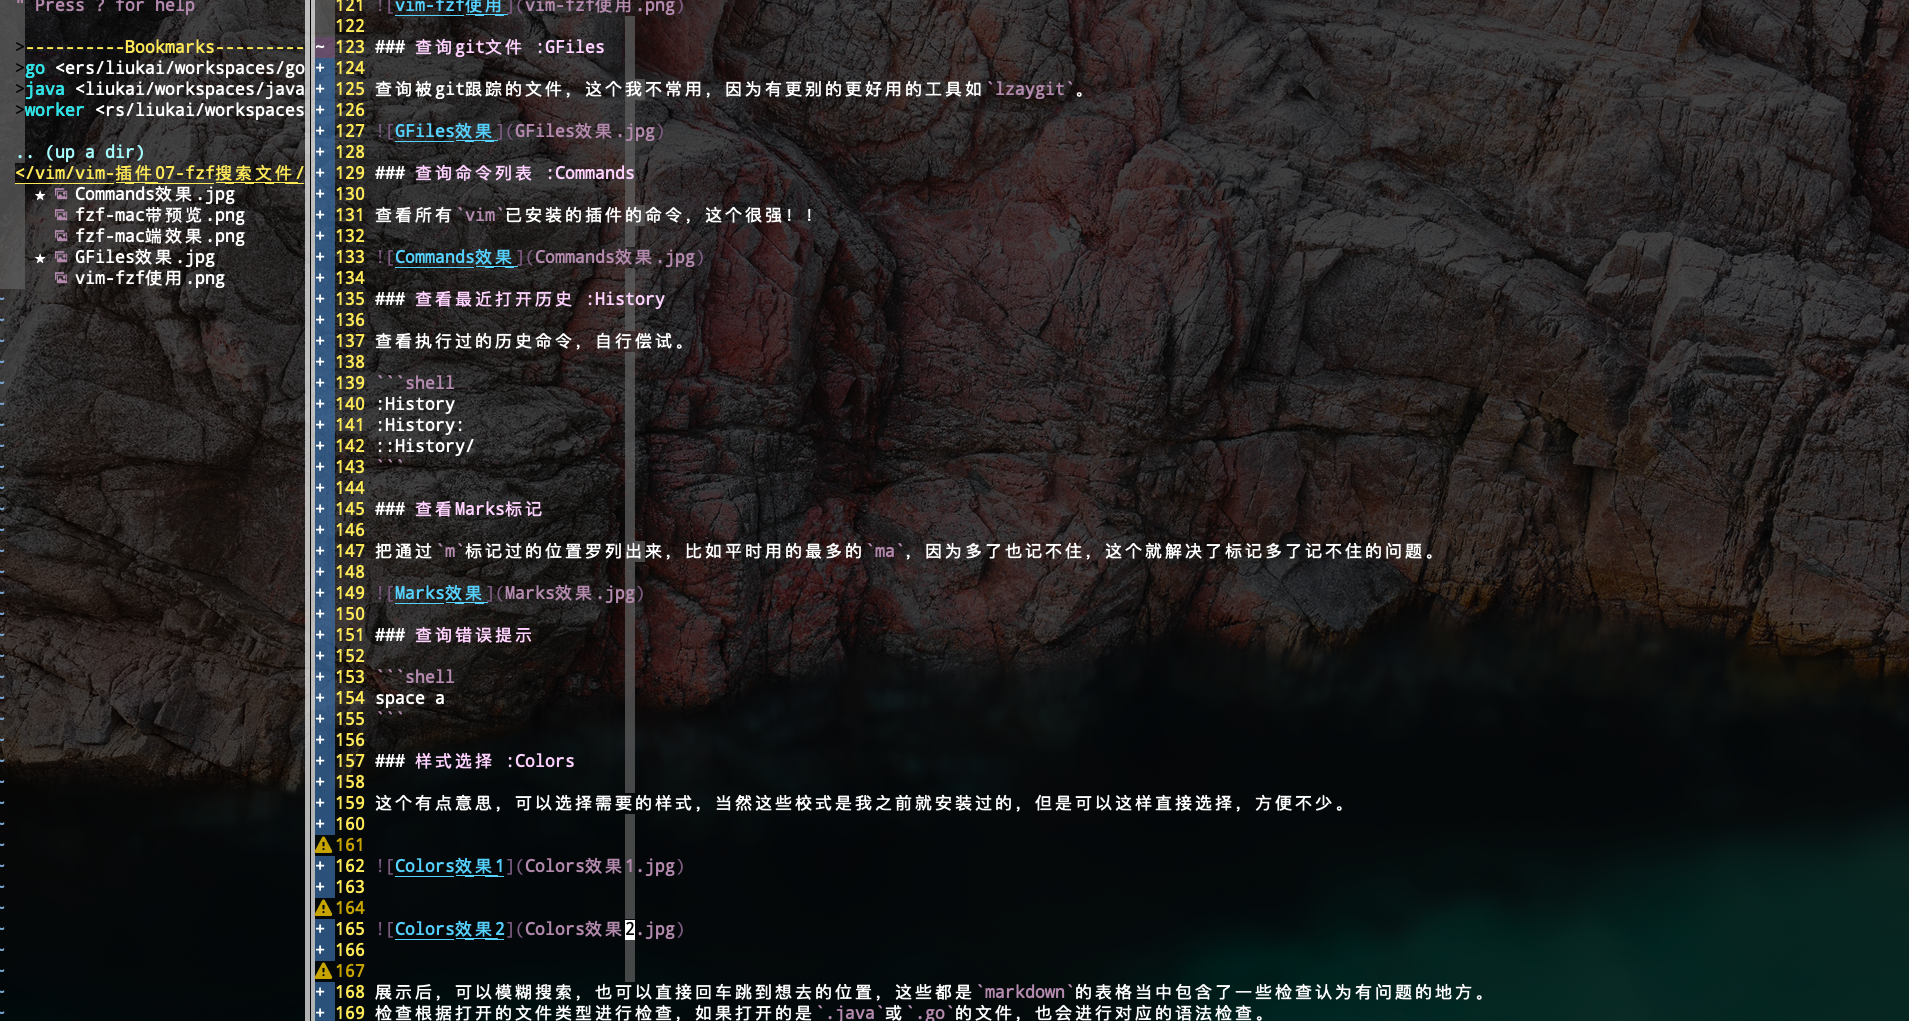 " Press ? for help
>----------Bookmarks---------
>go <ers/liukai/workspaces/go
>java <liukai/workspaces/java
>worker <rs/liukai/workspaces
.. (up a dir)
</vim/vim-插件07-fzf搜索文件/
★ Commands效果.jpg
fzf-mac带预览.png
fzf-mac端效果.png
★ GFiles效果.jpg
vim-fzf使用.png
121 ![vim-fzf使用](vim-fzf使用.png)
122
~ 123 ### 查询git文件 :GFiles
+ 124
+ 125 查询被git跟踪的文件，这个我不常用，因为有更别的更好用的工具如`lzaygit`。
+ 126
+ 127 ![GFiles效果](GFiles效果.jpg)
+ 128
+ 129 ### 查询命令列表 :Commands
+ 130
+ 131 查看所有`vim`已安装的插件的命令，这个很强！！
+ 132
+ 133 ![Commands效果](Commands效果.jpg)
+ 134
+ 135 ### 查看最近打开历史 :History
+ 136
+ 137 查看执行过的历史命令，自行偿试。
+ 138
+ 139 ```shell
+ 140 :History
+ 141 :History:
+ 142 ::History/
+ 143 ```
+ 144
+ 145 ### 查看Marks标记
+ 146
+ 147 把通过`m`标记过的位置罗列出来，比如平时用的最多的`ma`，因为多了也记不住，这个就解决了标记多了记不住的问题。
+ 148
+ 149 ![Marks效果](Marks效果.jpg)
+ 150
+ 151 ### 查询错误提示
+ 152
+ 153 ```shell
+ 154 space a
+ 155 ```
+ 156
+ 157 ### 样式选择 :Colors
+ 158
+ 159 这个有点意思，可以选择需要的样式，当然这些校式是我之前就安装过的，但是可以这样直接选择，方便不少。
+ 160
161
+ 162 ![Colors效果1](Colors效果1.jpg)
+ 163
164
+ 165 ![Colors效果2](Colors效果2.jpg)
+ 166
167
+ 168 展示后，可以模糊搜索，也可以直接回车跳到想去的位置，这些都是`markdown`的表格当中包含了一些检查认为有问题的地方。
+ 169 检查根据打开的文件类型进行检查，如果打开的是`.java`或`.go`的文件，也会进行对应的语法检查。